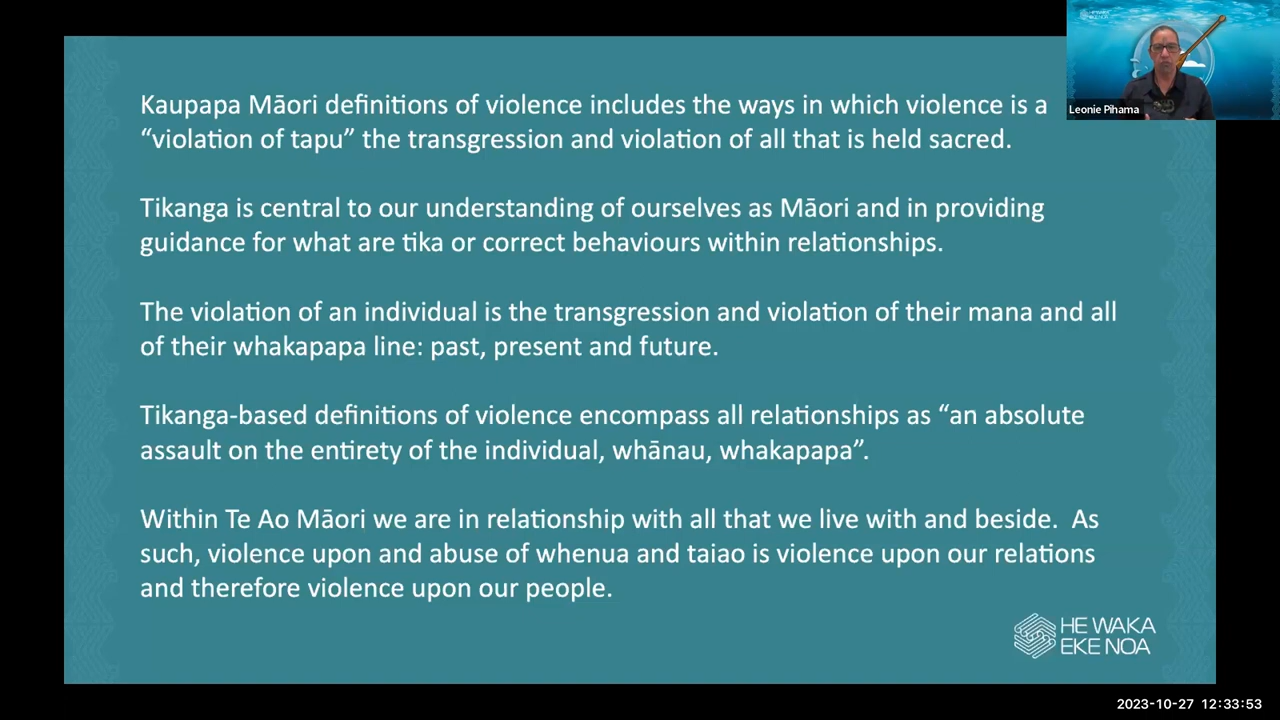 Kaupapa Māori definitions of violence includes the ways in which violence is a
“violation of tapu” the transgression and violation of all that is held sacred.
Tikanga is central to our understanding of ourselves as Māori and in providing
guidance for what are tika or correct behaviours within relationships.
The violation of an individual is the transgression and violation of their mana and all
of their whakapapa line: past, present and future.
Tikanga-based definitions of violence encompass all relationships as “an absolute
assault on the entirety of the individual, whānau, whakapapa”.
Within Te Ao Māori we are in relationship with all that we live with and beside.  As
such, violence upon and abuse of whenua and taiao is violence upon our relations
and therefore violence upon our people.
HE WAKA
EKE NOA
HE WAKA
EKE NOA
Leonie Pihama
2023-10-27 12:33:53